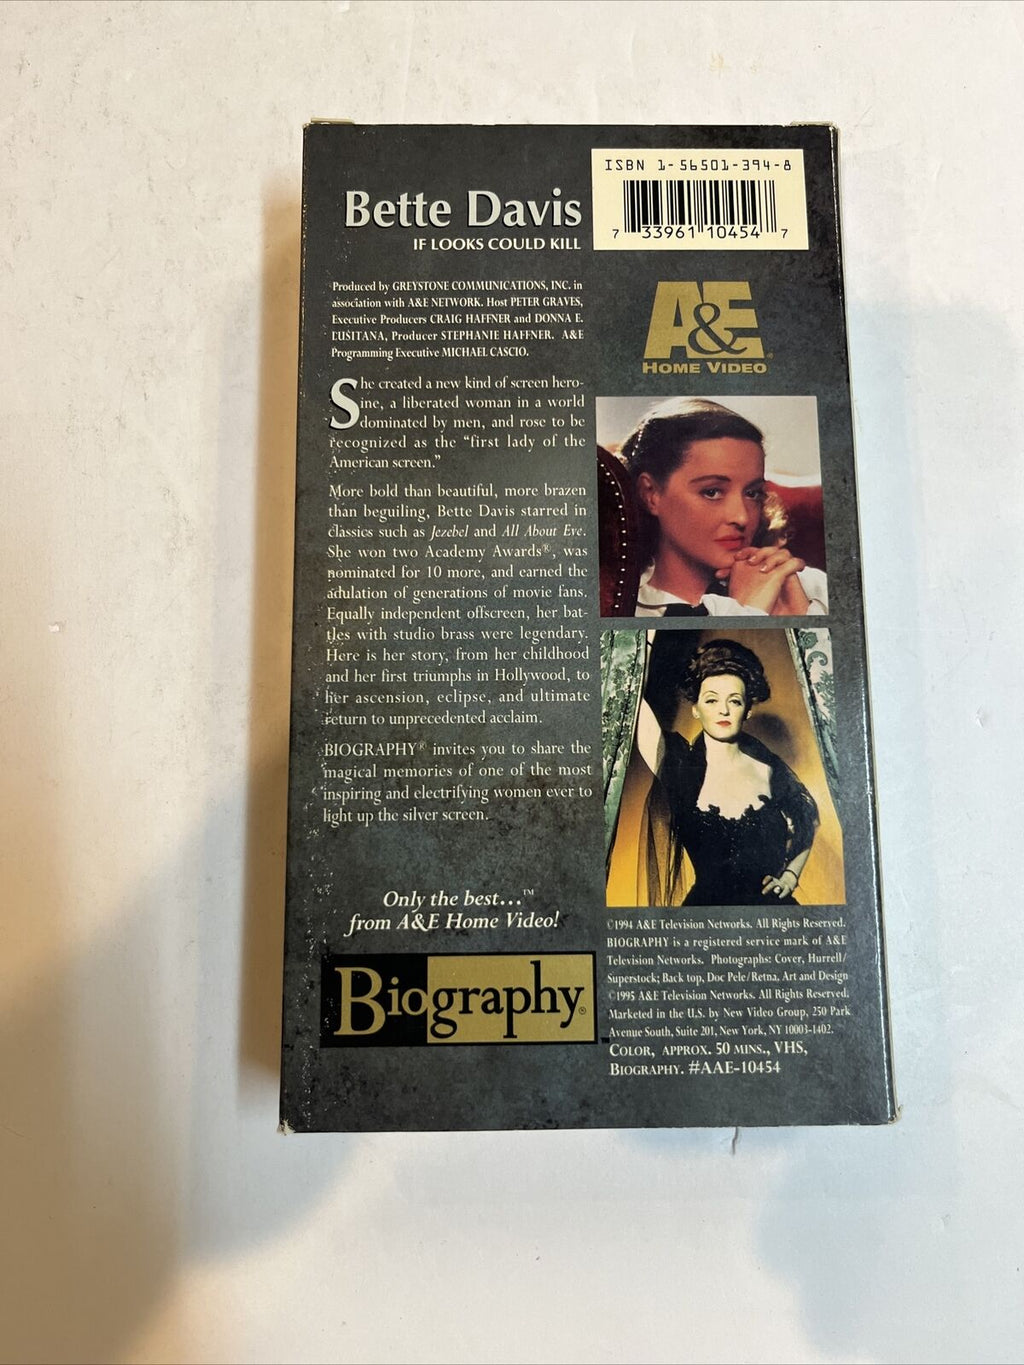 ISBN 1-56501-394-8
7 33961 10454 7
Bette Davis
IF LOOKS COULD KILL
Produced by GREYSTONE COMMUNICATIONS, INC. in
association with A&E NETWORK. Host PETER GRAVES,
Executive Producers CRAIG HAFFNER and DONNA E.
LUSITANA, Producer STEPHANIE HAFFNER. A&E
Programming Executive MICHAEL CASCIO.
She created a new kind of screen hero-
ine, a liberated woman in a world
dominated by men, and rose to be
recognized as the “first lady of the
American screen.”
More bold than beautiful, more brazen
than beguiling, Bette Davis starred in
classics such as Jezebel and All About Eve.
She won two Academy Awards®, was
nominated for 10 more, and earned the
adulation of generations of movie fans.
Equally independent offscreen, her bat-
tles with studio brass were legendary.
Here is her story, from her childhood
and her first triumphs in Hollywood, to
her ascension, eclipse, and ultimate
return to unprecedented acclaim.
BIOGRAPHY® invites you to share the
magical memories of one of the most
inspiring and electrifying women ever to
light up the silver screen.
Only the best...™
from A&E Home Video!
Biography®
A&E®
HOME VIDEO
©1994 A&E Television Networks. All Rights Reserved.
BIOGRAPHY is a registered service mark of A&E
Television Networks. Photographs: Cover, Hurrell/
Superstock; Back top, Doc Pele/Retna. Art and Design
©1995 A&E Television Networks. All Rights Reserved.
Marketed in the U.S. by New Video Group, 250 Park
Avenue South, Suite 201, New York, NY 10003-1402.
COLOR, APPROX. 50 MINS., VHS,
BIOGRAPHY. #AAE-10454